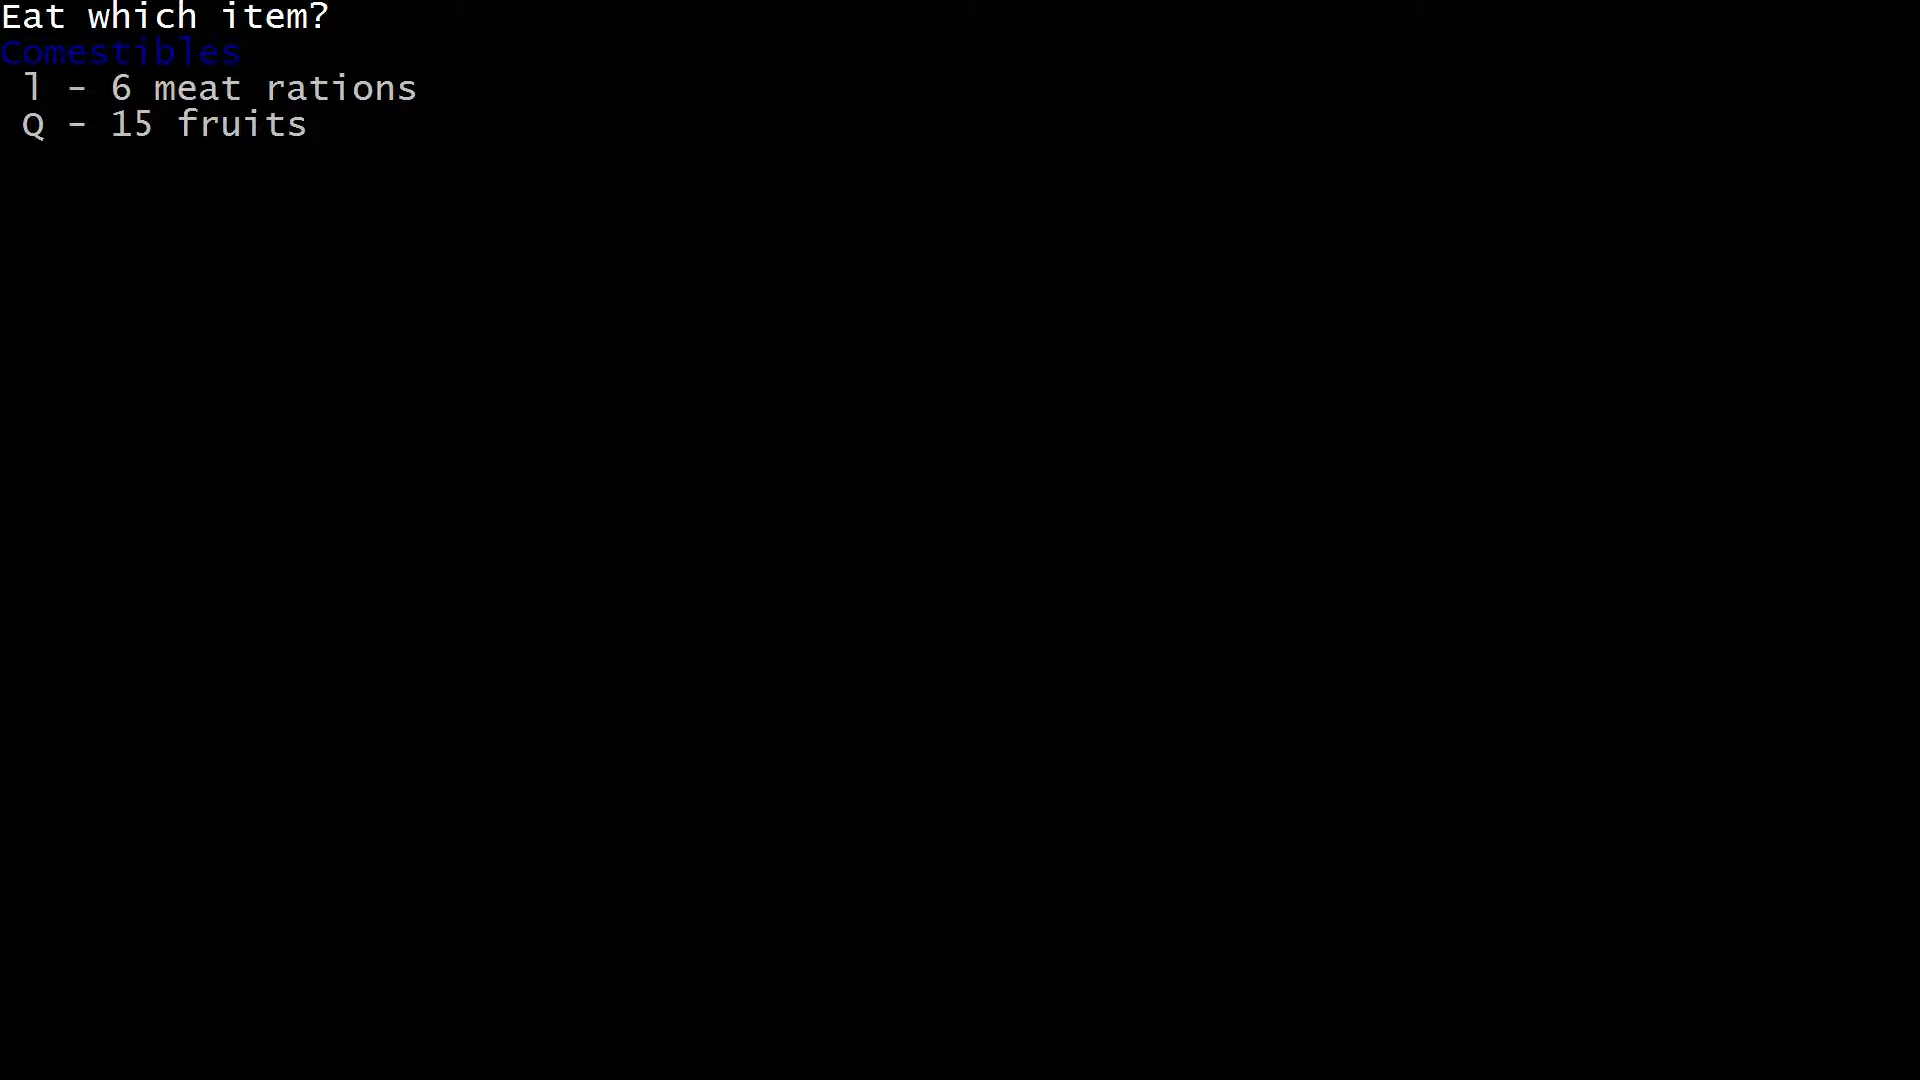 Eat which item?
Comestibles
l - 6 meat rations
Q - 15 fruits